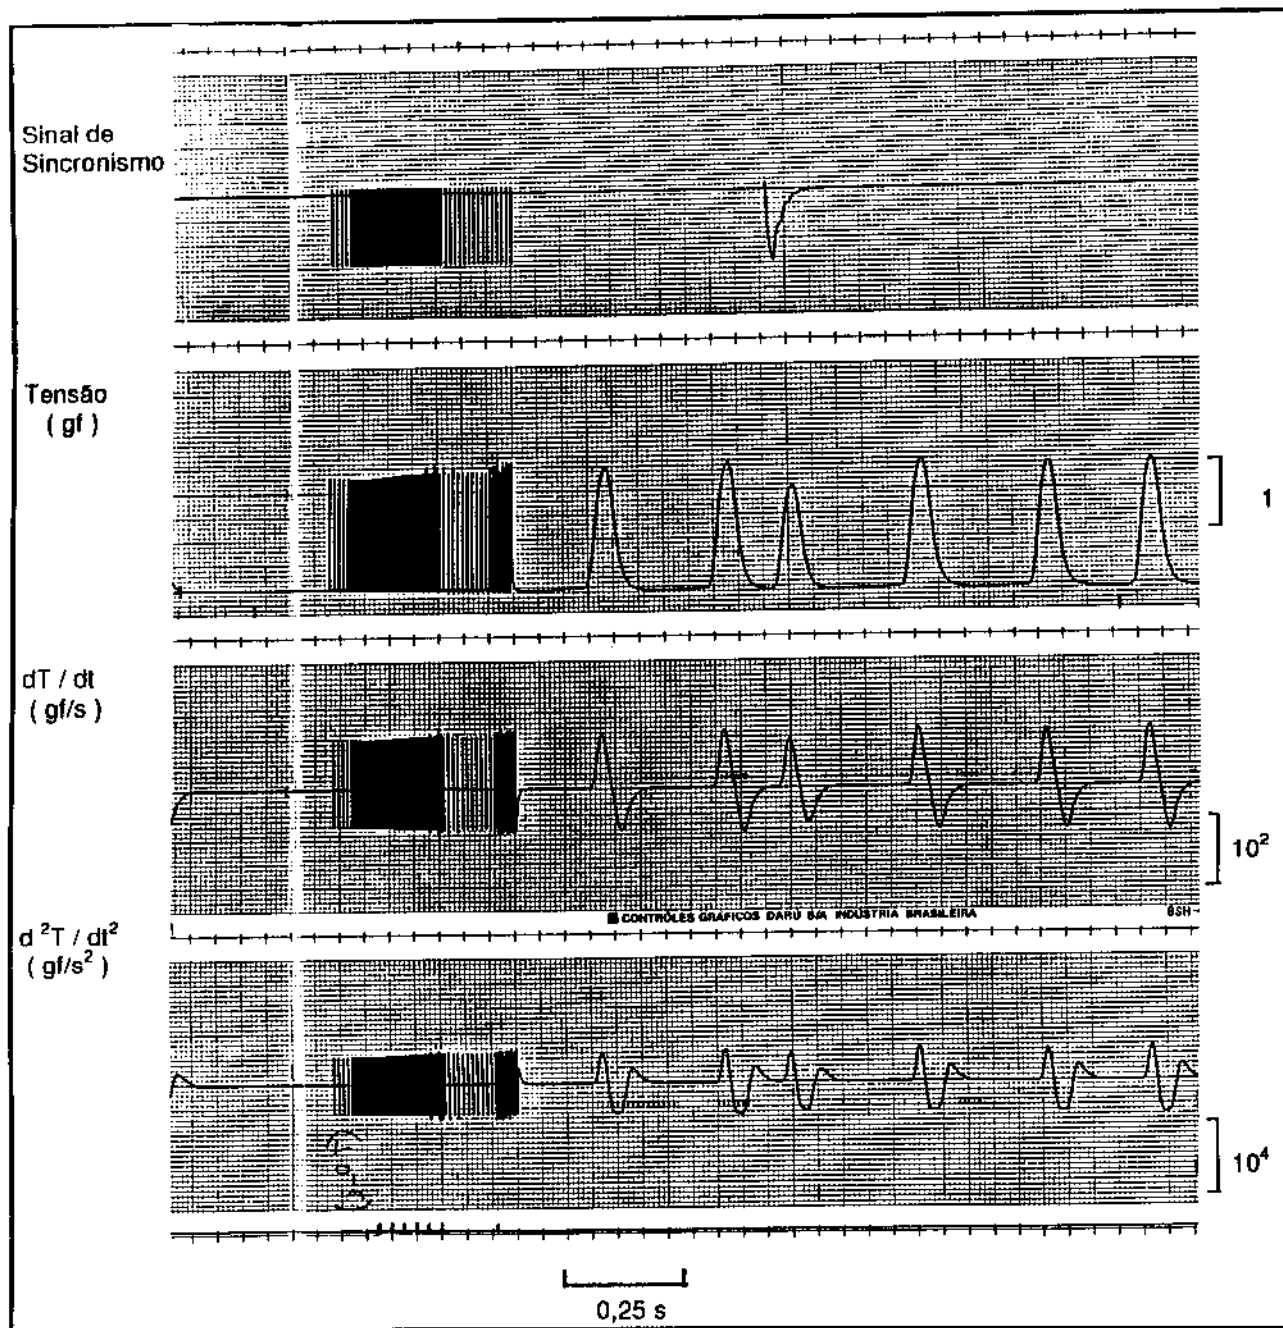 Sinal de
Sincronismo
Tensão
( gf )
1
dT / dt
( gf/s )
10²
CONTRÔLES GRÁFICOS DARU S/A INDÚSTRIA BRASILEIRA
d ²T / dt²
( gf/s² )
10⁴
0,25 s